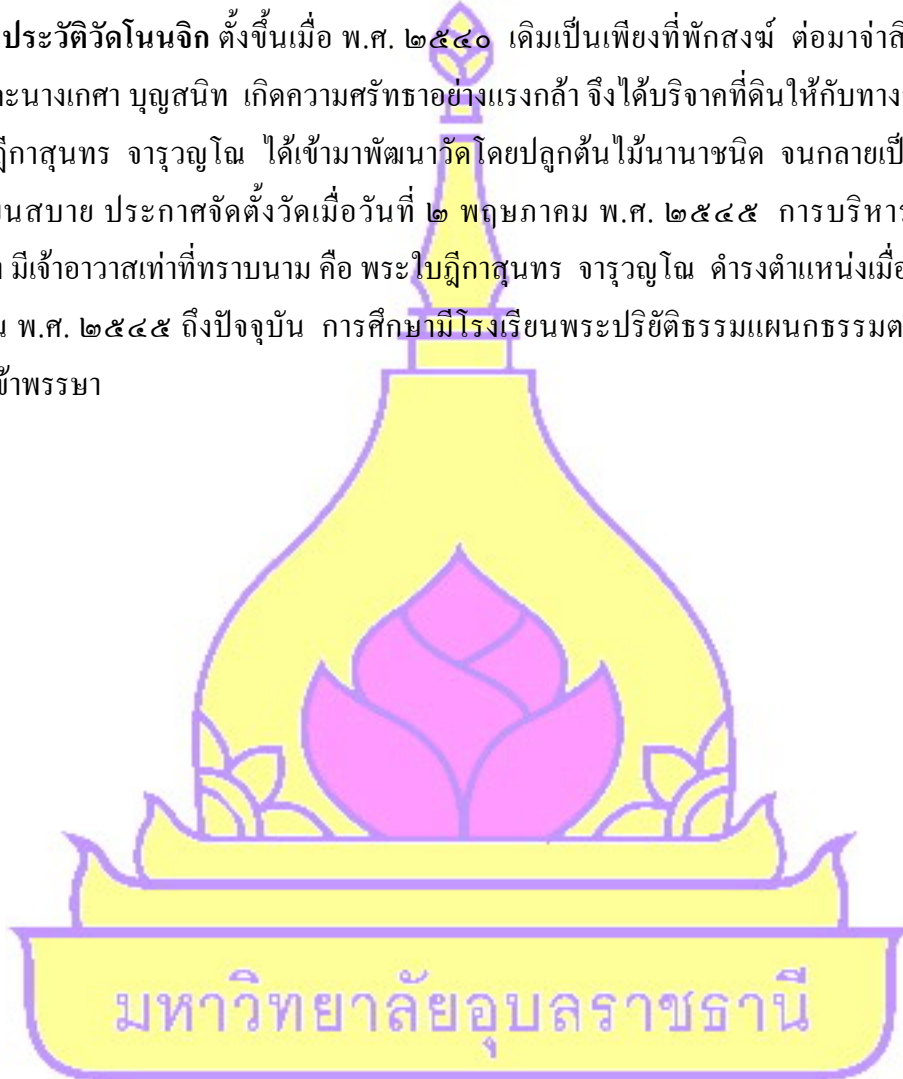 ประวัติวัดโนนจิก ตั้งขึ้นเมื่อ พ.ศ. ๒๕๔๐ เดิมเป็นเพียงที่พักสงฆ์ ต่อมาจ่าสิ
ะนางเกศา บุญสนิท เกิดความศรัทธาอย่างแรงกล้า จึงได้บริจาคที่ดินให้กับทาง
ฎีกาสุนทร จารุวญโณ ได้เข้ามาพัฒนาวัดโดยปลูกต้นไม้นานาชนิด จนกลายเป็
นสบาย ประกาศจัดตั้งวัดเมื่อวันที่ ๒ พฤษภาคม พ.ศ. ๒๕๔๕ การบริหาร
มีเจ้าอาวาสเท่าที่ทราบนาม คือ พระใบฎีกาสุนทร จารุวญโณ ดำรงตำแหน่งเมื่อ
น พ.ศ. ๒๕๔๕ ถึงปัจจุบัน การศึกษามีโรงเรียนพระปริยัติธรรมแผนกธรรมต
ข้าพรรษา
มหาวิทยาลัยอุบลราชธานี